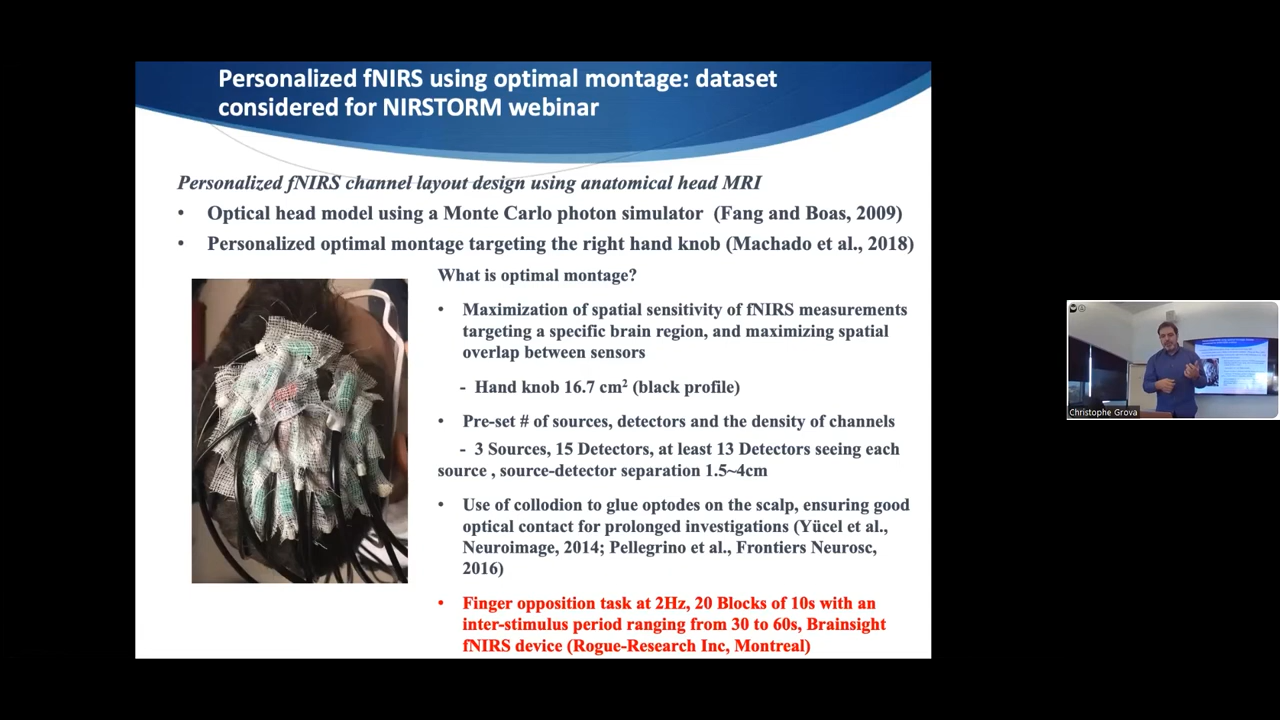 Personalized fNIRS using optimal montage: dataset
considered for NIRSTORM webinar
Personalized fNIRS channel layout design using anatomical head MRI
• Optical head model using a Monte Carlo photon simulator (Fang and Boas, 2009)
• Personalized optimal montage targeting the right hand knob (Machado et al., 2018)
What is optimal montage?
• Maximization of spatial sensitivity of fNIRS measurements
targeting a specific brain region, and maximizing spatial
overlap between sensors
- Hand knob 16.7 cm² (black profile)
• Pre-set # of sources, detectors and the density of channels
- 3 Sources, 15 Detectors, at least 13 Detectors seeing each
source , source-detector separation 1.5~4cm
• Use of collodion to glue optodes on the scalp, ensuring good
optical contact for prolonged investigations (Yücel et al.,
Neuroimage, 2014; Pellegrino et al., Frontiers Neurosc,
2016)
• Finger opposition task at 2Hz, 20 Blocks of 10s with an
inter-stimulus period ranging from 30 to 60s, Brainsight
fNIRS device (Rogue-Research Inc, Montreal)
Christophe Grova